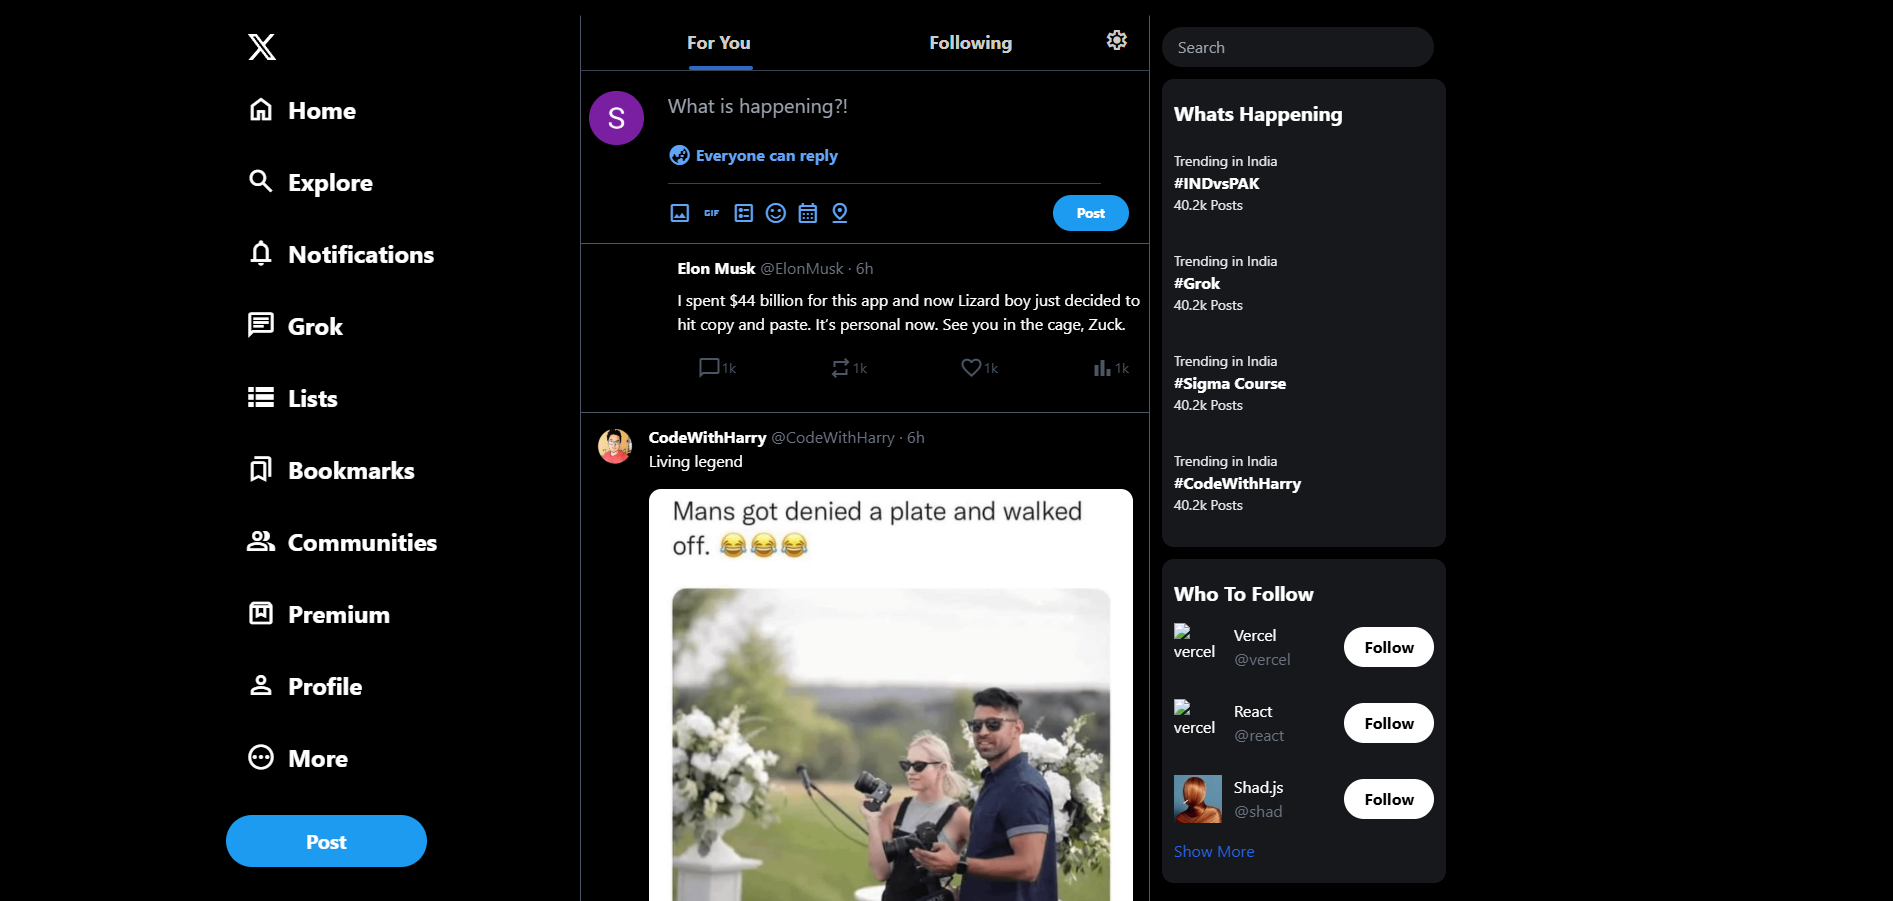 Home
Explore
Notifications
Grok
Lists
Bookmarks
Communities
Premium
Profile
More
Post
For You
Following
S
What is happening?!
Everyone can reply
GIF
Post
Elon Musk @ElonMusk · 6h
I spent $44 billion for this app and now Lizard boy just decided to
hit copy and paste. It’s personal now. See you in the cage, Zuck.
1k 1k 1k 1k
CodeWithHarry @CodeWithHarry · 6h
Living legend
Mans got denied a plate and walked
off. 😂😂😂
Search
Whats Happening
Trending in India
#INDvsPAK
40.2k Posts
Trending in India
#Grok
40.2k Posts
Trending in India
#Sigma Course
40.2k Posts
Trending in India
#CodeWithHarry
40.2k Posts
Who To Follow
vercel
Vercel
@vercel
Follow
vercel
React
@react
Follow
Shad.js
@shad
Follow
Show More